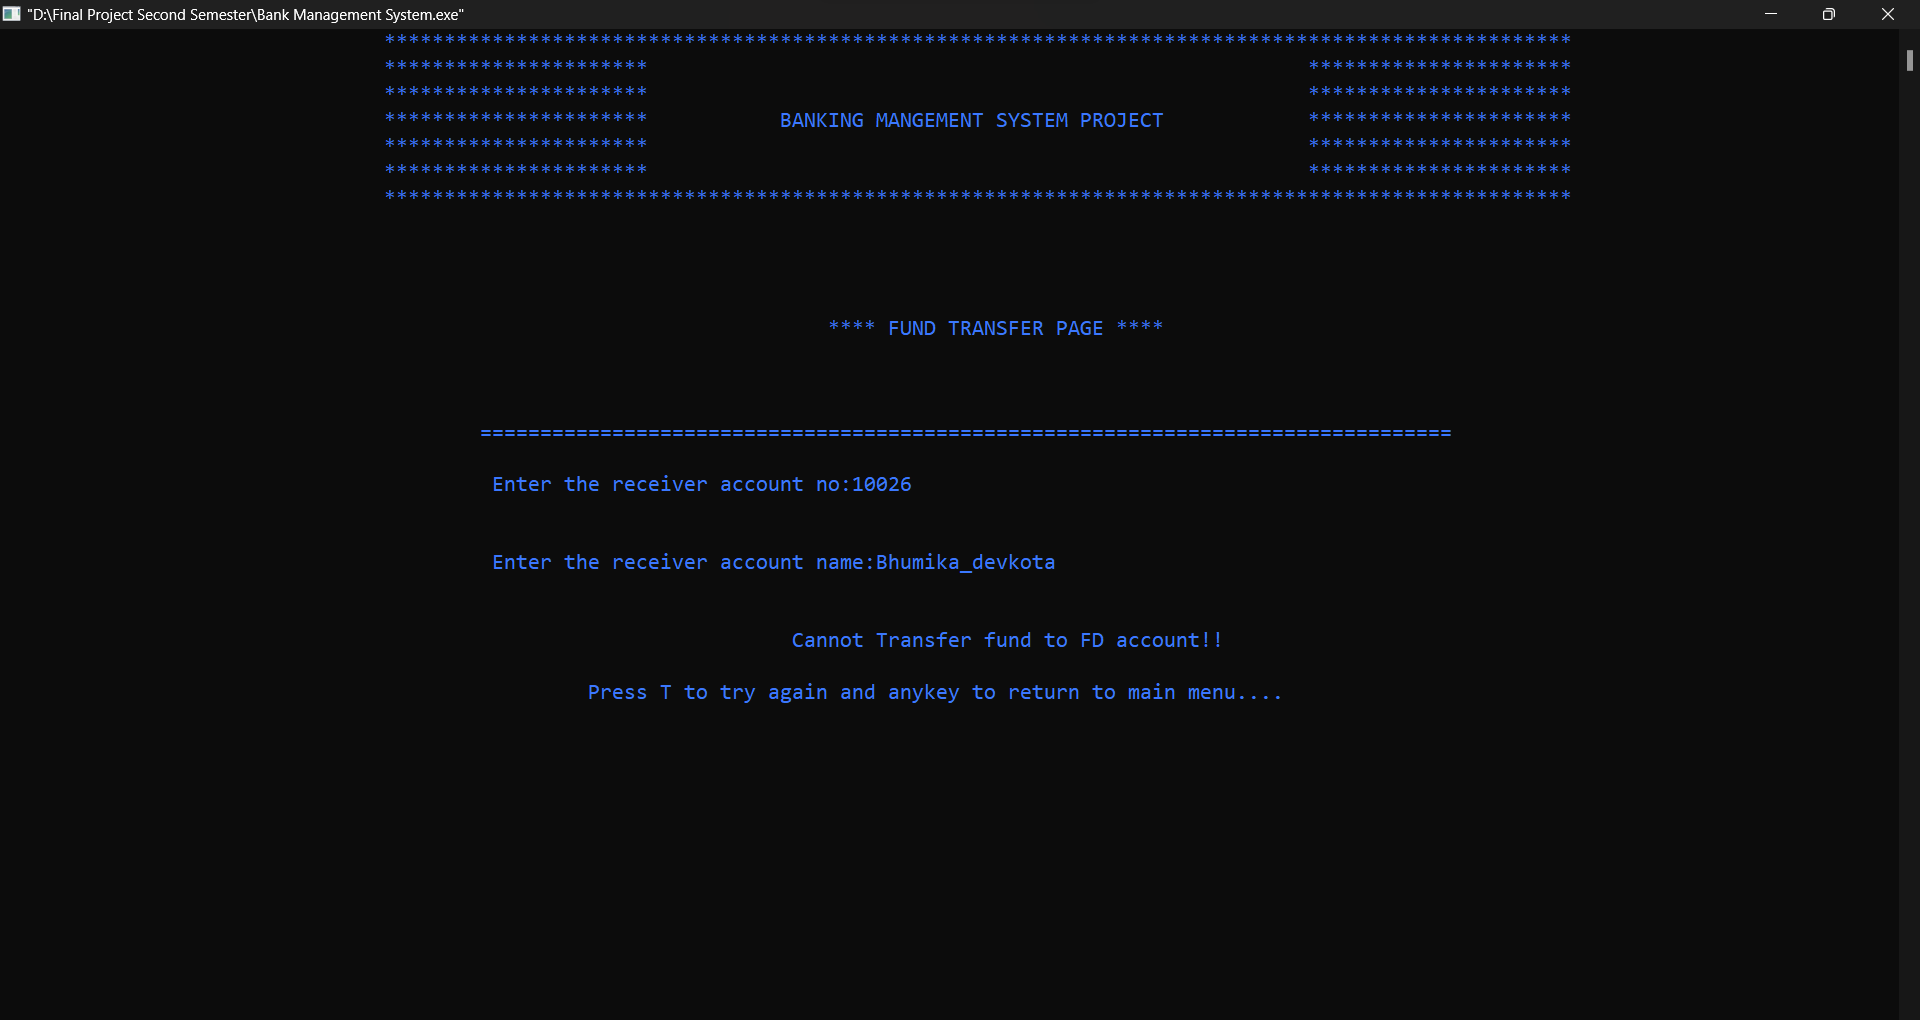 "D:\Final Project Second Semester\Bank Management System.exe"
***************************************************************************************************
**********************                                                       **********************
**********************                                                       **********************
**********************           BANKING MANGEMENT SYSTEM PROJECT            **********************
**********************                                                       **********************
**********************                                                       **********************
***************************************************************************************************
**** FUND TRANSFER PAGE ****
=================================================================================
Enter the receiver account no:10026
Enter the receiver account name:Bhumika_devkota
Cannot Transfer fund to FD account!!
Press T to try again and anykey to return to main menu....